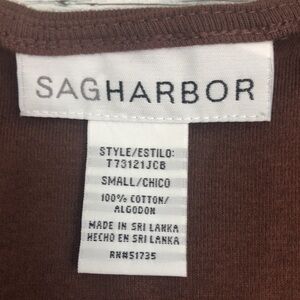 SAGHARBOR
STYLE/ESTILO:
T73121JCB
SMALL/CHICO
100% COTTON/
ALGODON
MADE IN SRI LANKA
HECHO EN SRI LANKA
RN#51735